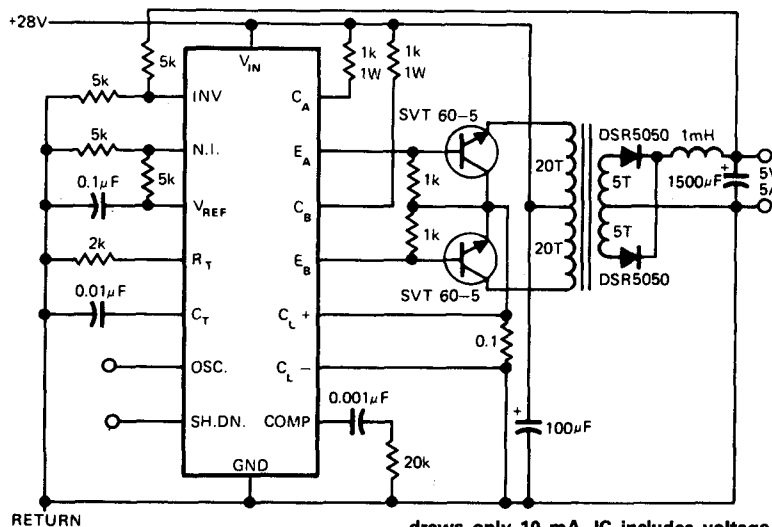 +28V
5k
V_IN
1k
1W
1k
1W
5k
INV
C_A
SVT 60-5
DSR5050
1mH
5k
N.I.
E_A
20T
5T
+
1500µF
5V
5A
0.1µF
5k
V_REF
C_B
1k
2k
R_T
E_B
1k
20T
5T
DSR5050
SVT 60-5
0.01µF
C_T
C_L +
0.1
OSC.
C_L −
0.001µF
SH.DN.
COMP
+
100µF
20k
GND
RETURN
draws only 10 mA. IC includes voltage